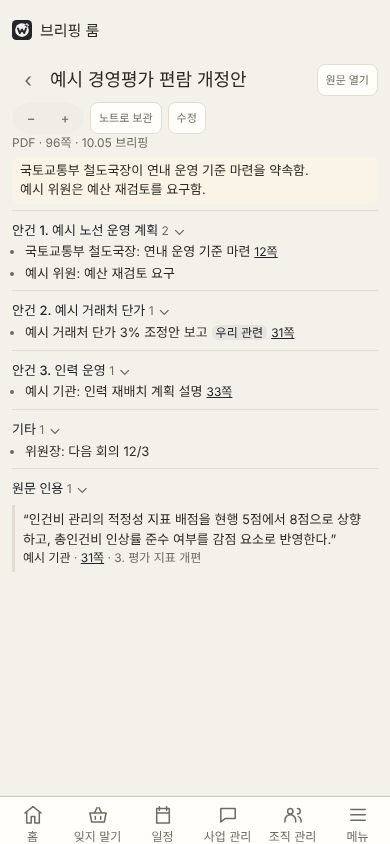 브리핑 룸
예시 경영평가 편람 개정안
원문 열기
− +
노트로 보관
수정
PDF · 96쪽 · 10.05 브리핑
국토교통부 철도국장이 연내 운영 기준 마련을 약속함.
예시 위원은 예산 재검토를 요구함.
안건 1. 예시 노선 운영 계획 2
• 국토교통부 철도국장: 연내 운영 기준 마련 12쪽
• 예시 위원: 예산 재검토 요구
안건 2. 예시 거래처 단가 1
• 예시 거래처 단가 3% 조정안 보고 우리 관련 31쪽
안건 3. 인력 운영 1
• 예시 기관: 인력 재배치 계획 설명 33쪽
기타 1
• 위원장: 다음 회의 12/3
원문 인용 1
“인건비 관리의 적정성 지표 배점을 현행 5점에서 8점으로 상향
하고, 총인건비 인상률 준수 여부를 감점 요소로 반영한다.”
예시 기관 · 31쪽 · 3. 평가 지표 개편
홈
잊지 말기
일정
사업 관리
조직 관리
메뉴